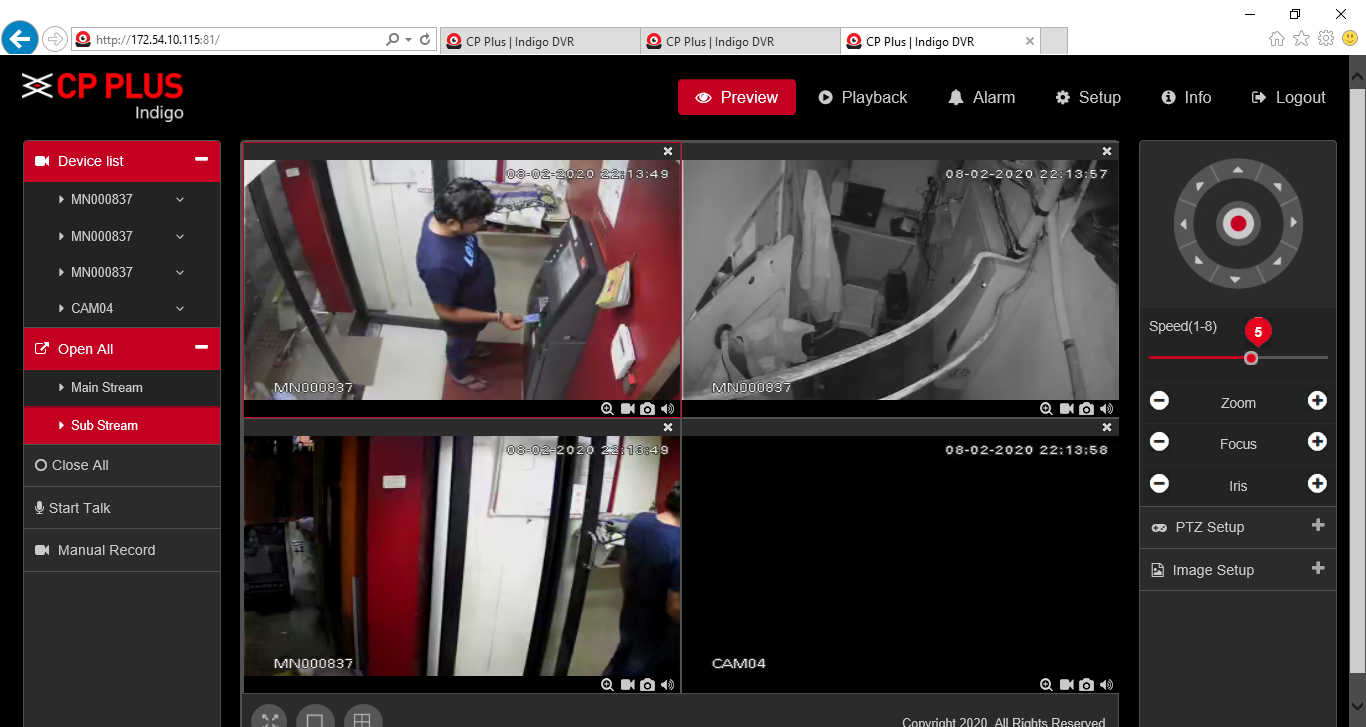 http://172.54.10.115:81/
CP Plus | Indigo DVR
CP Plus | Indigo DVR
CP Plus | Indigo DVR
CP PLUS
Indigo
Preview
Playback
Alarm
Setup
Info
Logout
Device list
MN000837
MN000837
MN000837
CAM04
Open All
Main Stream
Sub Stream
Close All
Start Talk
Manual Record
08-02-2020 22:13:49
MN000837
08-02-2020 22:13:57
MN000837
08-02-2020 22:13:49
MN000837
08-02-2020 22:13:58
CAM04
Speed(1-8)
5
Zoom
Focus
Iris
PTZ Setup
Image Setup
Copyright 2020, All Rights Reserved